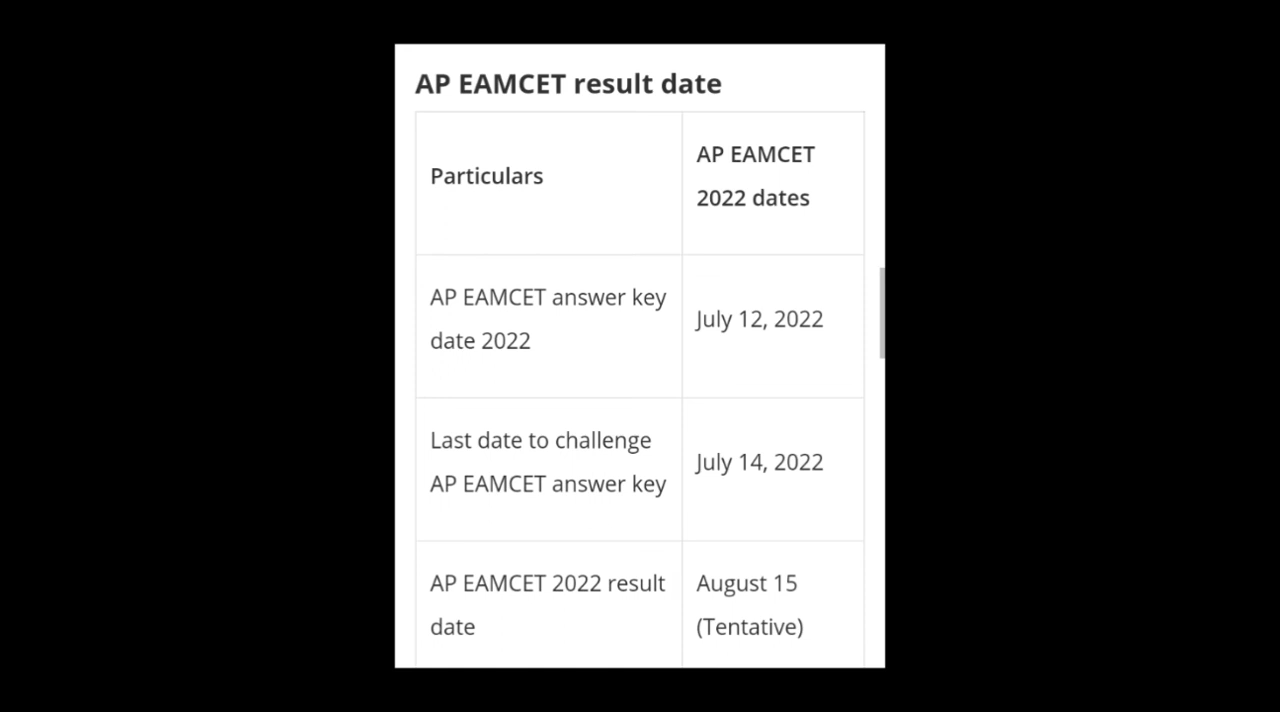 AP EAMCET result date
Particulars
AP EAMCET
2022 dates
AP EAMCET answer key
date 2022
July 12, 2022
Last date to challenge
AP EAMCET answer key
July 14, 2022
AP EAMCET 2022 result
date
August 15
(Tentative)